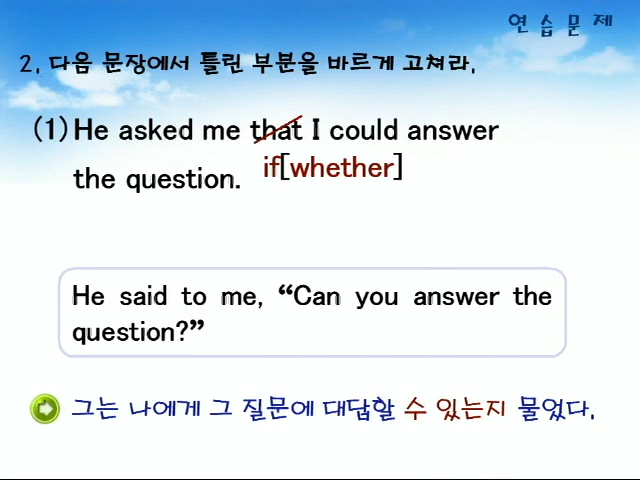 연습문제
2. 다음 문장에서 틀린 부분을 바르게 고쳐라.
(1) He asked me that I could answer
if[whether]
the question.
He said to me, “Can you answer the
question?”
그는 나에게 그 질문에 대답할 수 있는지 물었다.